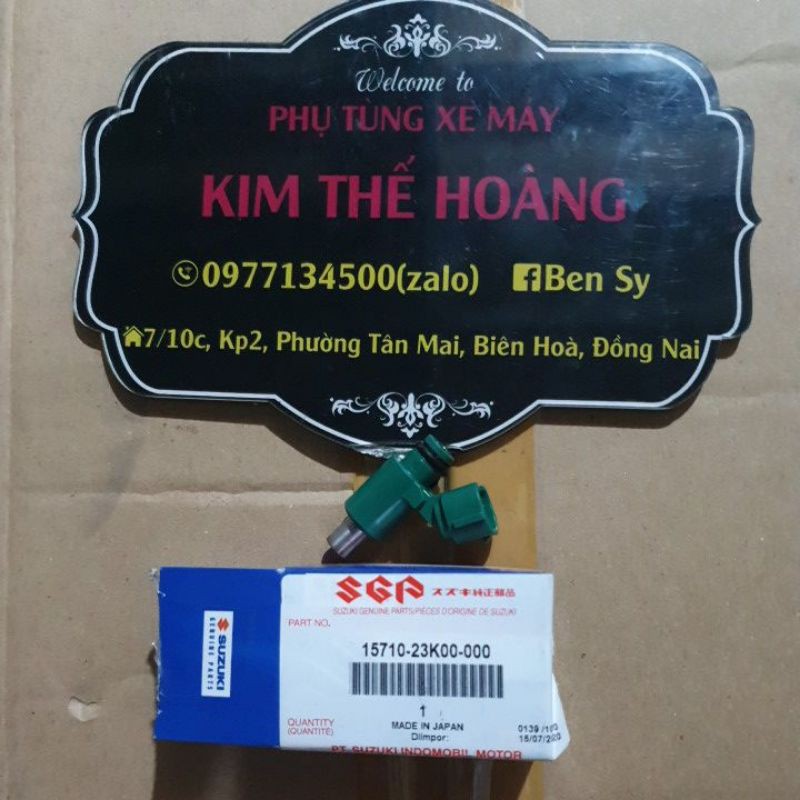 Welcome to
PHỤ TÙNG XE MÁY
KIM THẾ HOÀNG
0977134500(zalo) Ben Sy
7/10c, Kp2, Phường Tân Mai, Biên Hoà, Đồng Nai
SGP スズキ純正部品
SUZUKI GENUINE PARTS/PIÈCES D'ORIGINE DE SUZUKI
PART NO.
15710-23K00-000
1
QUANTITY
(QUANTITÉ)
MADE IN JAPAN
Diimpor:
0139
15/07/2020
PT. SUZUKI INDOMOBIL MOTOR
SUZUKI
GENUINE PARTS